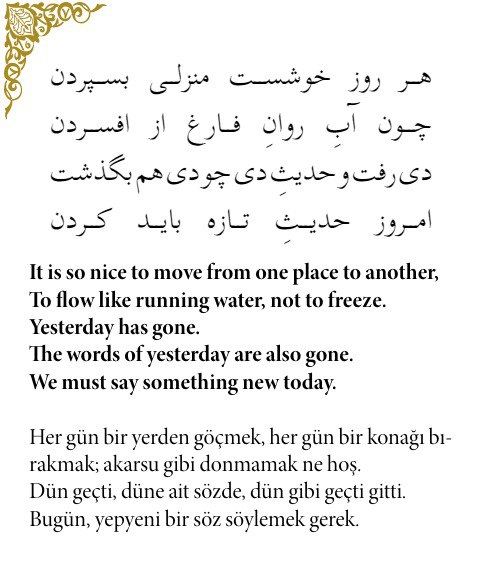 هر روز خوشست منزلی بسپردن
چون آبِ روانِ فارغ از افسردن
دی رفت و حدیثِ دی چو دی هم بگذشت
امروز حدیثِ تازه باید کردن
It is so nice to move from one place to another,
To flow like running water, not to freeze.
Yesterday has gone.
The words of yesterday are also gone.
We must say something new today.
Her gün bir yerden göçmek, her gün bir konağı bı-
rakmak; akarsu gibi donmamak ne hoş.
Dün geçti, düne ait sözde, dün gibi geçti gitti.
Bugün, yepyeni bir söz söylemek gerek.